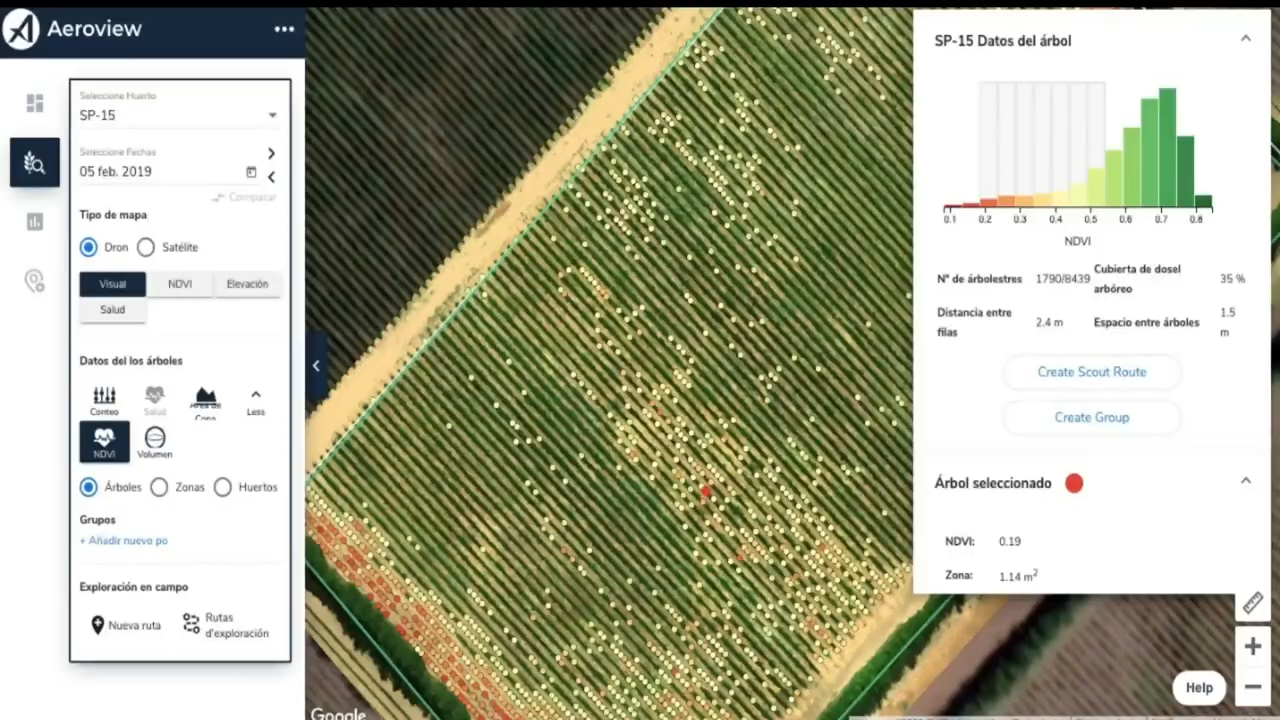 Aeroview
Seleccione Huerto
SP-15
Seleccione Fechas
05 feb. 2019
Comparar
Tipo de mapa
Dron
Satélite
Visual
NDVI
Elevación
Salud
Datos del los árboles
Conteo
Salud
Área de
Copa
Less
NDVI
Volumen
Árboles
Zonas
Huertos
Grupos
+ Añadir nuevo po
Exploración en campo
Nueva ruta
Rutas
d'exploración
Google
SP-15 Datos del árbol
0.1 0.2 0.3 0.4 0.5 0.6 0.7 0.8
NDVI
N° de árbolestres 1790/8439
Cubierta de dosel
arbóreo
35 %
Distancia entre
filas
2.4 m
Espacio entre árboles
1.5
m
Create Scout Route
Create Group
Árbol seleccionado
NDVI: 0.19
Zona: 1.14 m²
Help